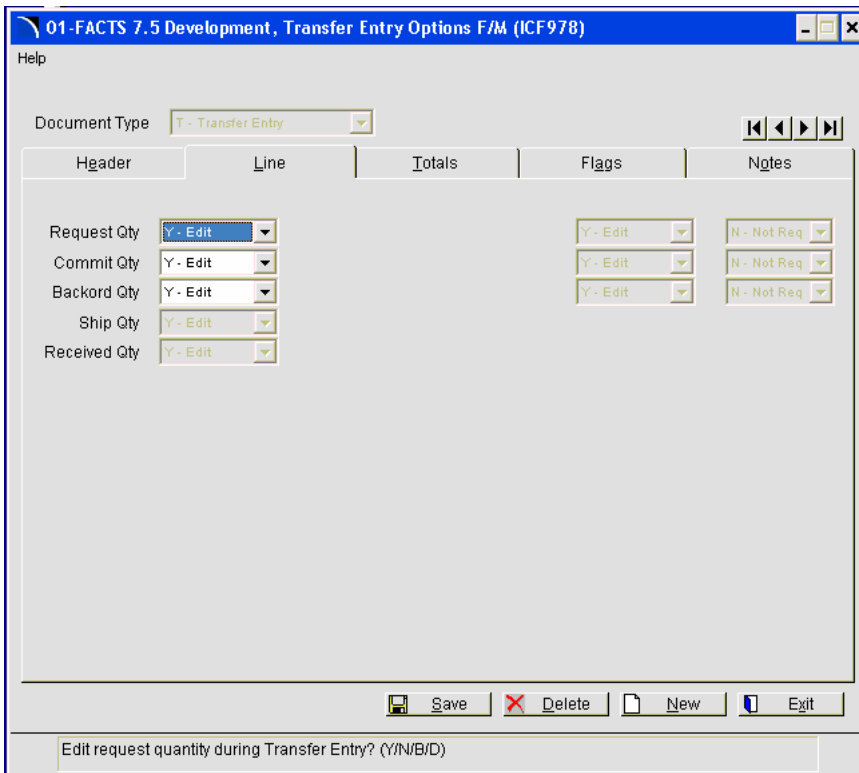 01-FACTS 7.5 Development, Transfer Entry Options F/M (ICF978)
Help
Document Type T - Transfer Entry
Header Line Totals Flags Notes
Request Qty Y - Edit Y - Edit N - Not Req
Commit Qty Y - Edit Y - Edit N - Not Req
Backord Qty Y - Edit Y - Edit N - Not Req
Ship Qty Y - Edit
Received Qty Y - Edit
Save Delete New Exit
Edit request quantity during Transfer Entry? (Y/N/B/D)